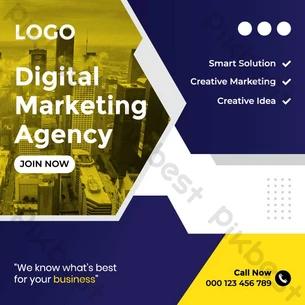 LOGO
Digital
Marketing
Agency
JOIN NOW
Smart Solution
Creative Marketing
Creative Idea
"We know what's best
for your business"
Call Now
000 123 456 789
pikbest